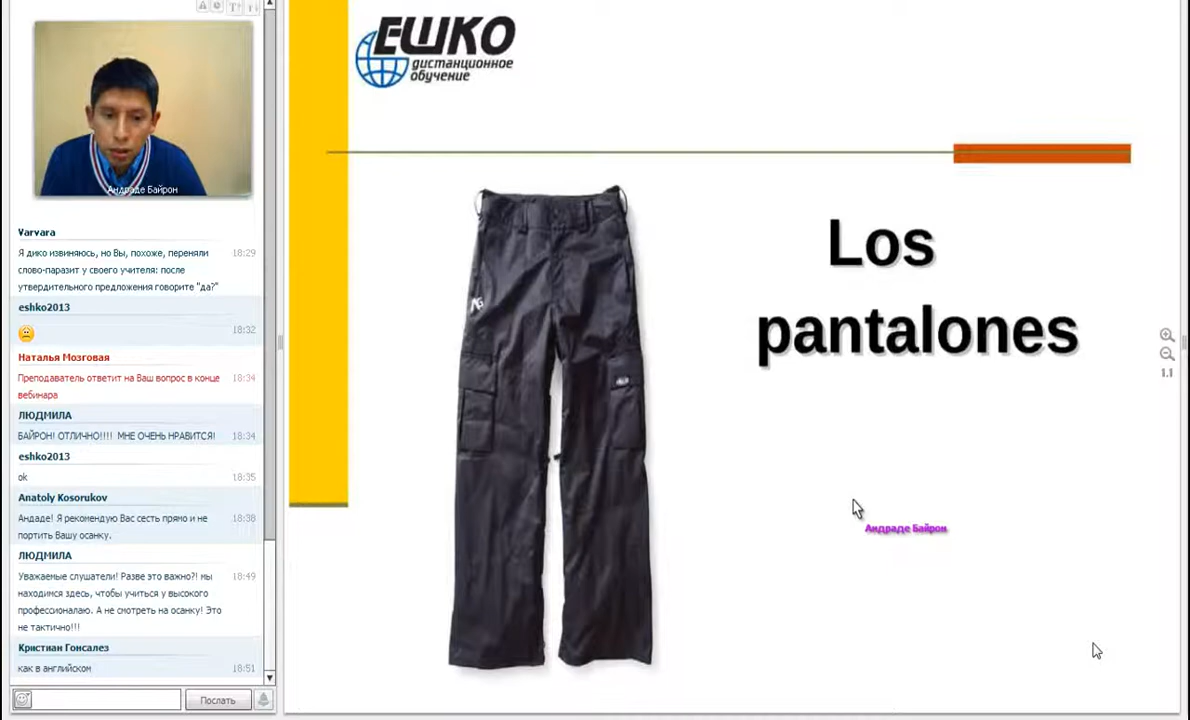 Андраде Байрон
Varvara
Я дико извиняюсь, но Вы, похоже, переняли 18:29
слово-паразит у своего учителя: после
утвердительного предложения говорите "да?"
eshko2013
18:32
Наталья Мозговая
Преподаватель ответит на Ваш вопрос в конце 18:34
вебинара
ЛЮДМИЛА
БАЙРОН! ОТЛИЧНО!!!! МНЕ ОЧЕНЬ НРАВИТСЯ! 18:34
eshko2013
ok 18:35
Anatoly Kosorukov
Андаде! Я рекомендую Вас сесть прямо и не 18:38
портить Вашу осанку.
ЛЮДМИЛА
Уважаемые слушатели! Разве это важно?! мы 18:49
находимся здесь, чтобы учиться у высокого
профессионалаю. А не смотреть на осанку! Это
не тактично!!!
Кристиан Гонсалез
как в английском 18:51
Послать
ЕШКО
дистанционное
обучение
Los
pantalones
Андраде Байрон
1:1